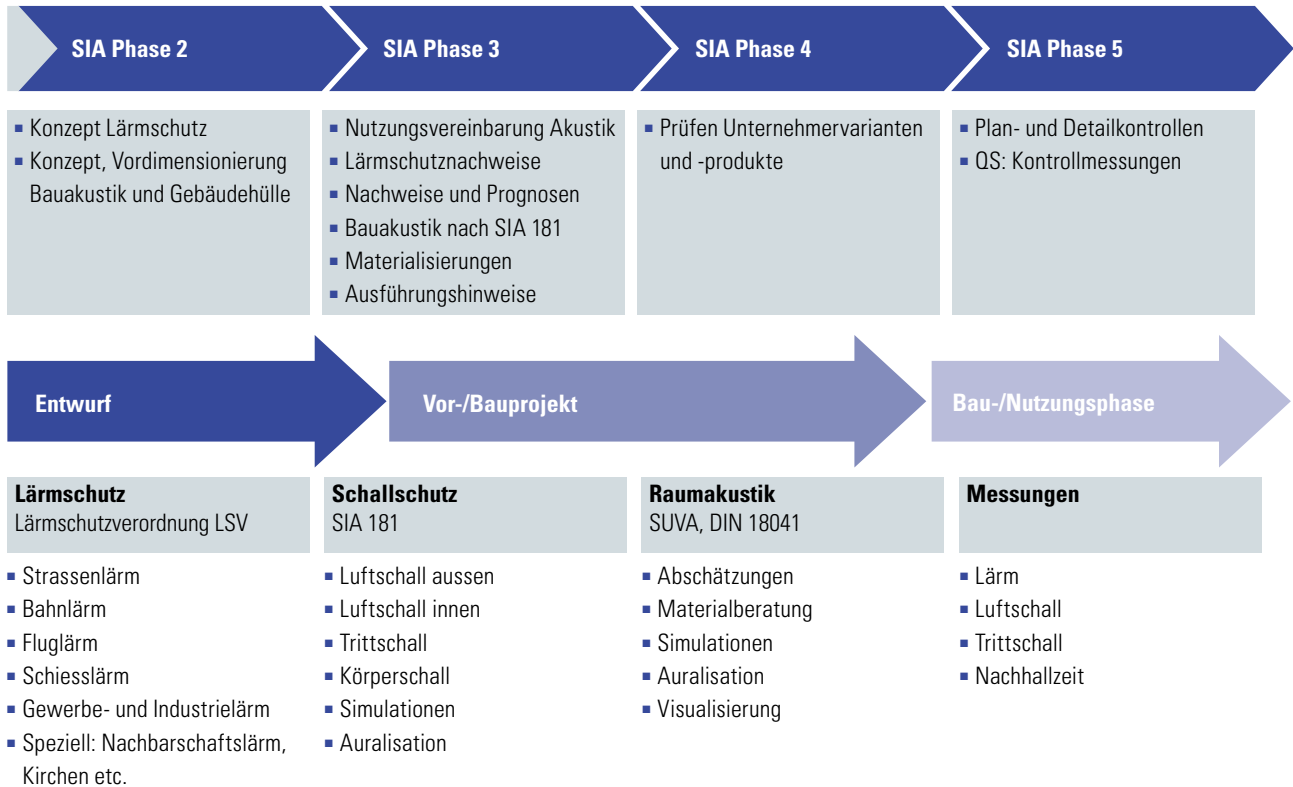 SIA Phase 2
SIA Phase 3
SIA Phase 4
SIA Phase 5
▪ Konzept Lärmschutz
▪ Konzept, Vordimensionierung
Bauakustik und Gebäudehülle
▪ Nutzungsvereinbarung Akustik
▪ Lärmschutznachweise
▪ Nachweise und Prognosen
▪ Bauakustik nach SIA 181
▪ Materialisierungen
▪ Ausführungshinweise
▪ Prüfen Unternehmervarianten
und -produkte
▪ Plan- und Detailkontrollen
▪ QS: Kontrollmessungen
Entwurf
Vor-/Bauprojekt
Bau-/Nutzungsphase
Lärmschutz
Lärmschutzverordnung LSV
▪ Strassenlärm
▪ Bahnlärm
▪ Fluglärm
▪ Schiesslärm
▪ Gewerbe- und Industrielärm
▪ Speziell: Nachbarschaftslärm,
Kirchen etc.
Schallschutz
SIA 181
▪ Luftschall aussen
▪ Luftschall innen
▪ Trittschall
▪ Körperschall
▪ Simulationen
▪ Auralisation
Raumakustik
SUVA, DIN 18041
▪ Abschätzungen
▪ Materialberatung
▪ Simulationen
▪ Auralisation
▪ Visualisierung
Messungen
▪ Lärm
▪ Luftschall
▪ Trittschall
▪ Nachhallzeit